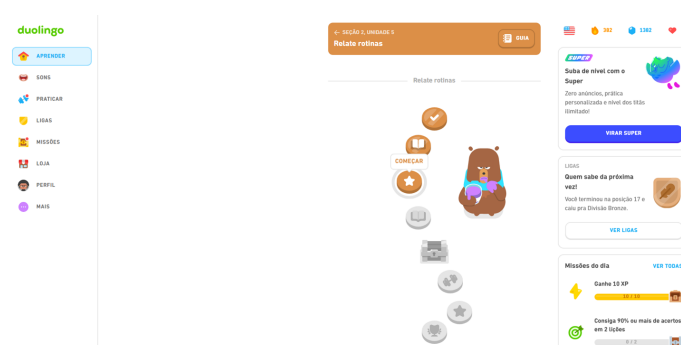 duolingo
APRENDER
SONS
PRATICAR
LIGAS
MISSÕES
LOJA
PERFIL
MAIS
← SEÇÃO 2, UNIDADE 5
Relate rotinas
GUIA
Relate rotinas
COMEÇAR
382
1382
SUPER
Suba de nível com o
Super
Zero anúncios, prática
personalizada e nível dos titãs
ilimitado!
VIRAR SUPER
LIGAS
Quem sabe da próxima
vez!
Você terminou na posição 17 e
caiu pra Divisão Bronze.
VER LIGAS
Missões do dia
VER TODAS
Ganhe 10 XP
10 / 10
Consiga 90% ou mais de acertos
em 2 lições
0 / 2